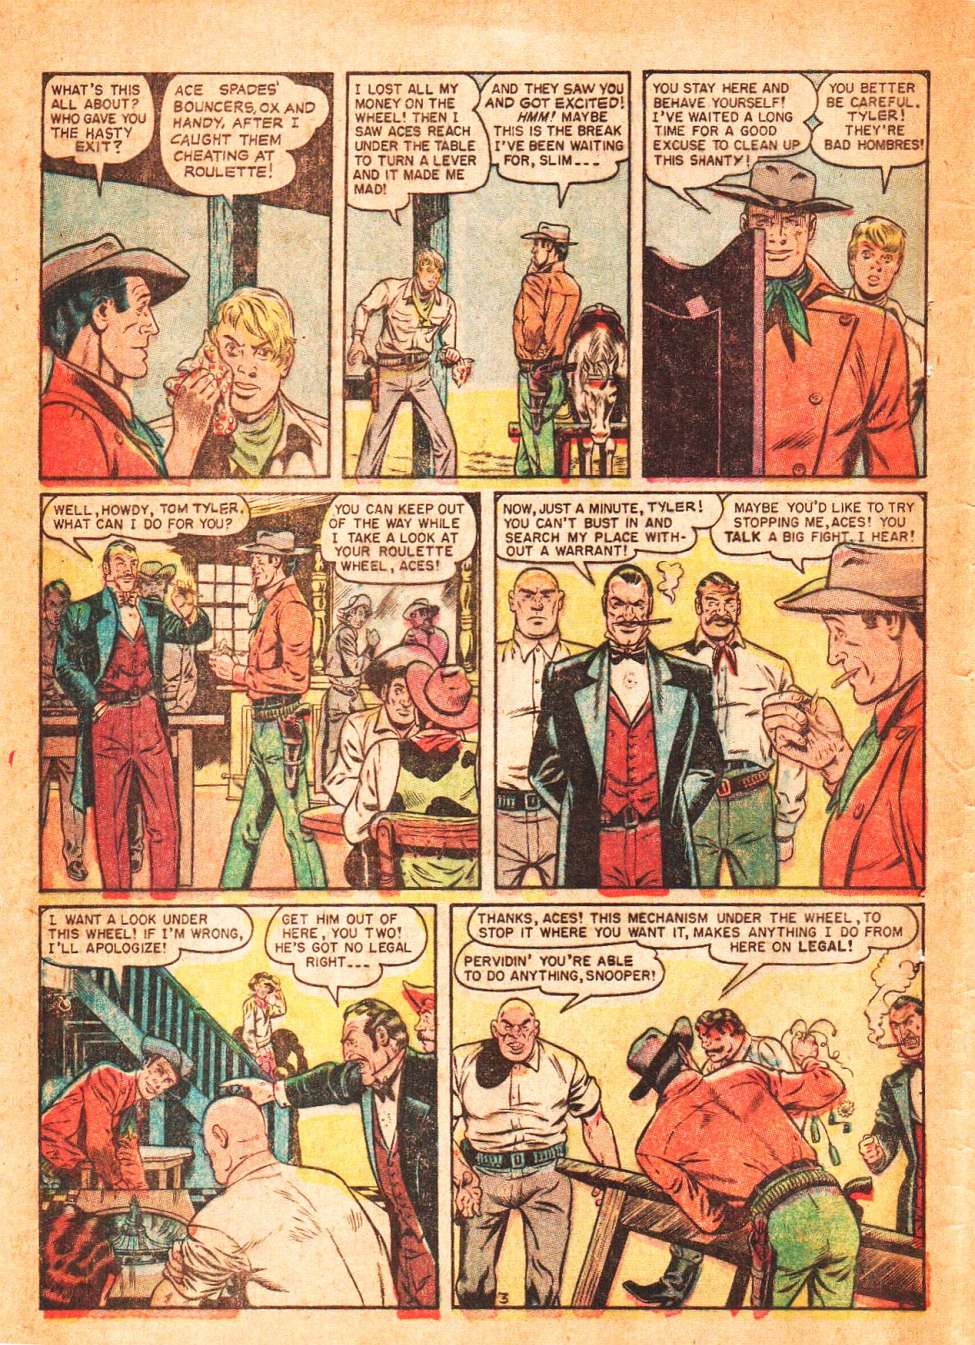 WHAT'S THIS
ALL ABOUT?
WHO GAVE YOU
THE HASTY
EXIT?
ACE SPADES'
BOUNCERS, OX AND
HANDY, AFTER I
CAUGHT THEM
CHEATING AT
ROULETTE!
I LOST ALL MY
MONEY ON THE
WHEEL! THEN I
SAW ACES REACH
UNDER THE TABLE
TO TURN A LEVER
AND IT MADE ME
MAD!
AND THEY SAW YOU
AND GOT EXCITED!
HMM! MAYBE
THIS IS THE BREAK
I'VE BEEN WAITING
FOR, SLIM---
YOU STAY HERE AND
BEHAVE YOURSELF!
I'VE WAITED A LONG
TIME FOR A GOOD
EXCUSE TO CLEAN UP
THIS SHANTY!
YOU BETTER
BE CAREFUL,
TYLER!
THEY'RE
BAD HOMBRES!
WELL, HOWDY, TOM TYLER.
WHAT CAN I DO FOR YOU?
YOU CAN KEEP OUT
OF THE WAY WHILE
I TAKE A LOOK AT
YOUR ROULETTE
WHEEL, ACES!
NOW, JUST A MINUTE, TYLER!
YOU CAN'T BUST IN AND
SEARCH MY PLACE WITH-
OUT A WARRANT!
MAYBE YOU'D LIKE TO TRY
STOPPING ME, ACES! YOU
TALK A BIG FIGHT, I HEAR!
I WANT A LOOK UNDER
THIS WHEEL! IF I'M WRONG,
I'LL APOLOGIZE!
GET HIM OUT OF
HERE, YOU TWO!
HE'S GOT NO LEGAL
RIGHT---
THANKS, ACES! THIS MECHANISM UNDER THE WHEEL, TO
STOP IT WHERE YOU WANT IT, MAKES ANYTHING I DO FROM
HERE ON LEGAL!
PERVIDIN' YOU'RE ABLE
TO DO ANYTHING, SNOOPER!
3